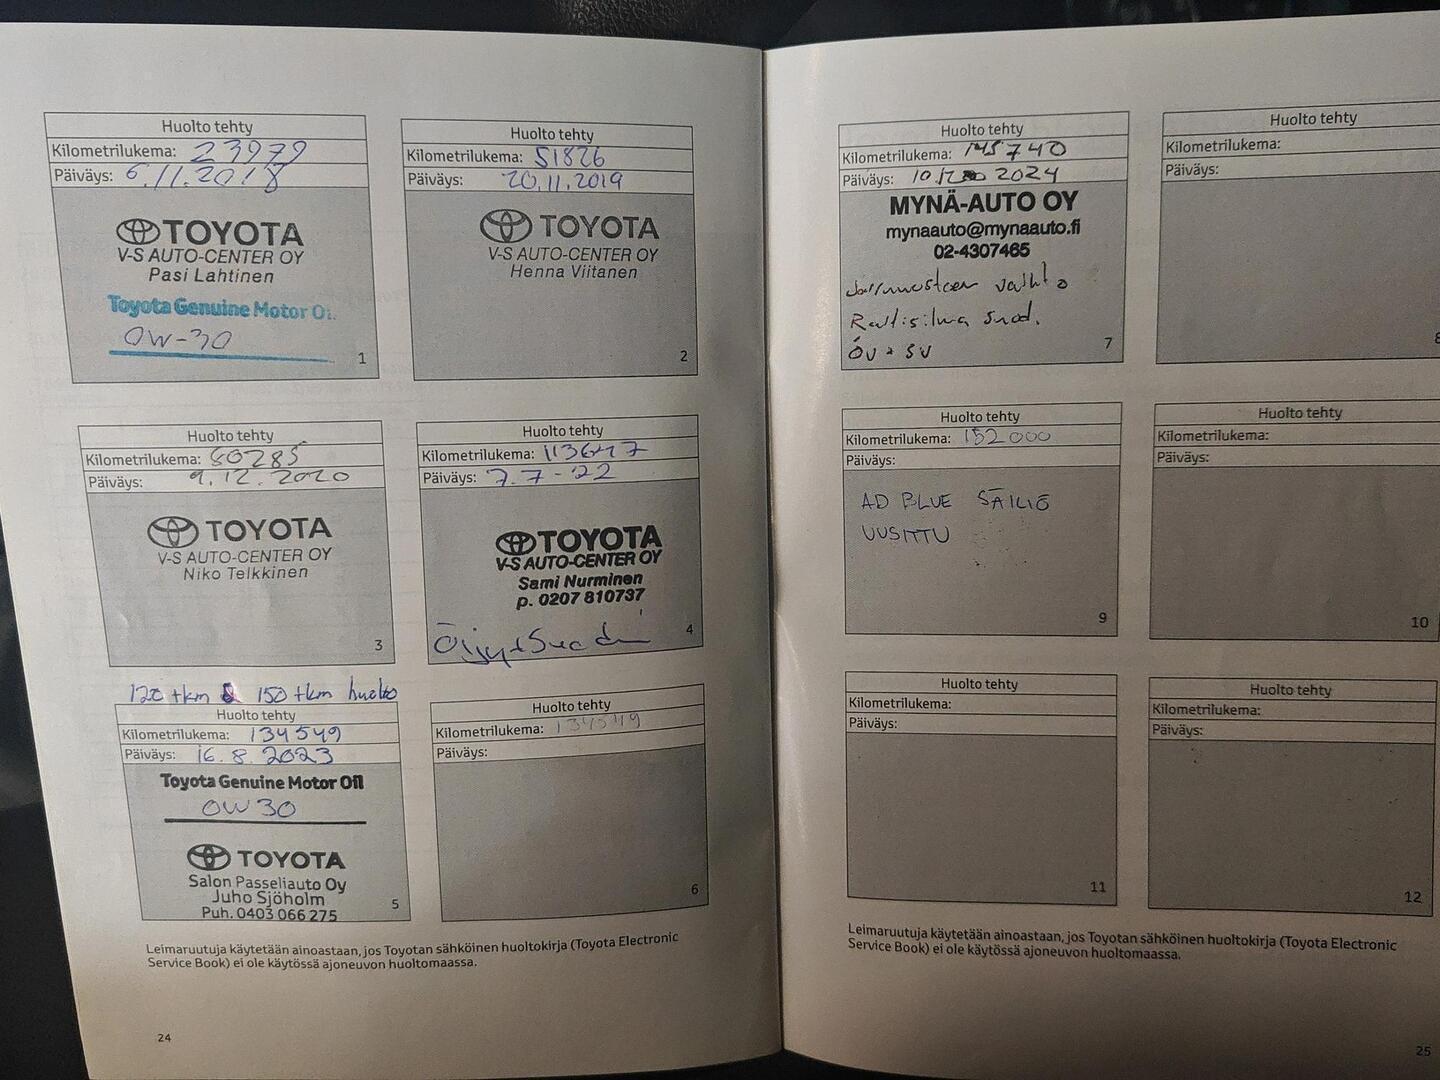 Huolto tehty
Kilometrilukema: 23979
Päiväys: 6.11.2018
TOYOTA
V-S AUTO-CENTER OY
Pasi Lahtinen
Toyota Genuine Motor Oil
0W-30
1
Huolto tehty
Kilometrilukema: 51826
Päiväys: 20.11.2019
TOYOTA
V-S AUTO-CENTER OY
Henna Viitanen
2
Huolto tehty
Kilometrilukema: 80285
Päiväys: 9.12.2020
TOYOTA
V-S AUTO-CENTER OY
Niko Telkkinen
3
Huolto tehty
Kilometrilukema: 113647
Päiväys: 7.7-22
TOYOTA
V-S AUTO-CENTER OY
Sami Nurminen
p. 0207 810737
4
120 tkm & 150 tkm huolto
Huolto tehty
Kilometrilukema: 134549
Päiväys: 16.8.2023
Toyota Genuine Motor Oil
0W30
TOYOTA
Salon Passeliauto Oy
Juho Sjöholm
Puh. 0403 066 275
5
Huolto tehty
Kilometrilukema: 134549
Päiväys:
6
Leimaruutuja käytetään ainoastaan, jos Toyotan sähköinen huoltokirja (Toyota Electronic
Service Book) ei ole käytössä ajoneuvon huoltomaassa.
24
Huolto tehty
Kilometrilukema: 145740
Päiväys: 2024
MYNÄ-AUTO OY
mynaauto@mynaauto.fi
02-4307465
Jarrunesteen vaihto
Raitisilma suod.
ÖV + SV
7
Huolto tehty
Kilometrilukema:
Päiväys:
8
Huolto tehty
Kilometrilukema: 152000
Päiväys:
AD BLUE SÄILIÖ
UUSITTU
9
Huolto tehty
Kilometrilukema:
Päiväys:
10
Huolto tehty
Kilometrilukema:
Päiväys:
11
Huolto tehty
Kilometrilukema:
Päiväys:
12
Leimaruutuja käytetään ainoastaan, jos Toyotan sähköinen huoltokirja (Toyota Electronic
Service Book) ei ole käytössä ajoneuvon huoltomaassa.
25